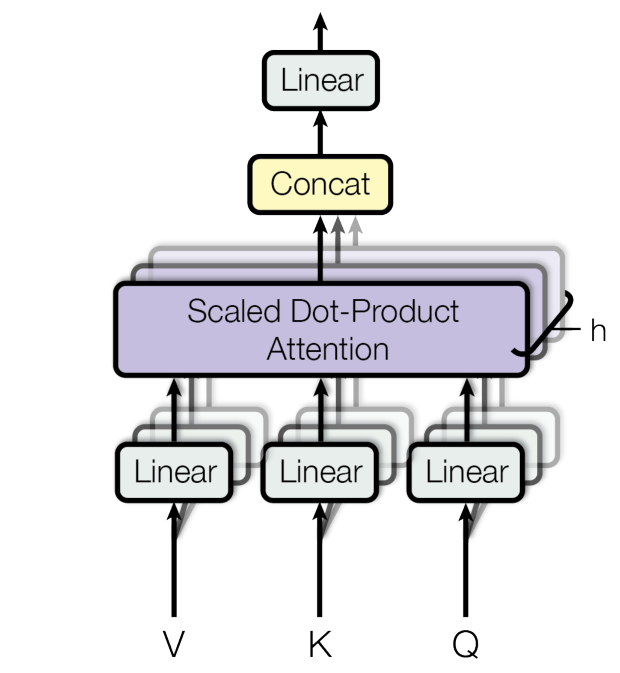 Linear
Concat
Scaled Dot-Product
Attention
h
Linear Linear Linear
V K Q